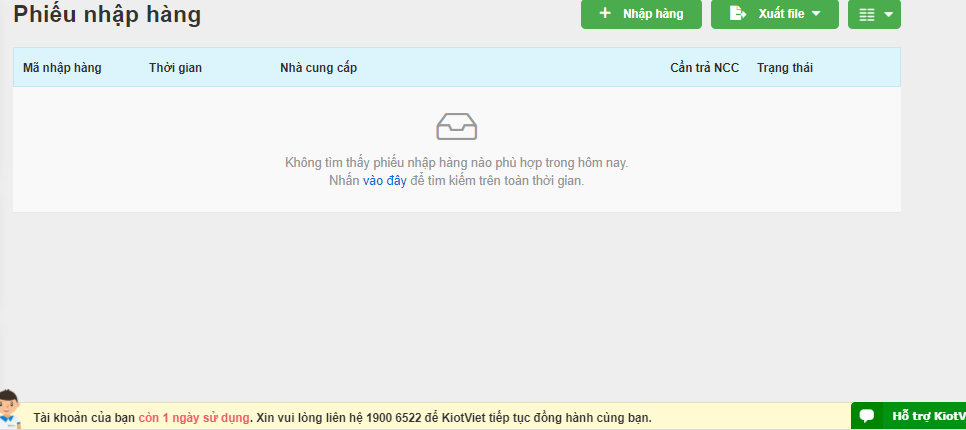 Phiếu nhập hàng
Nhập hàng
Xuất file
Mã nhập hàng Thời gian Nhà cung cấp Cần trả NCC Trạng thái
Không tìm thấy phiếu nhập hàng nào phù hợp trong hôm nay.
Nhấn vào đây để tìm kiếm trên toàn thời gian.
Tài khoản của bạn còn 1 ngày sử dụng. Xin vui lòng liên hệ 1900 6522 để KiotViet tiếp tục đồng hành cùng bạn.
Hỗ trợ KiotV